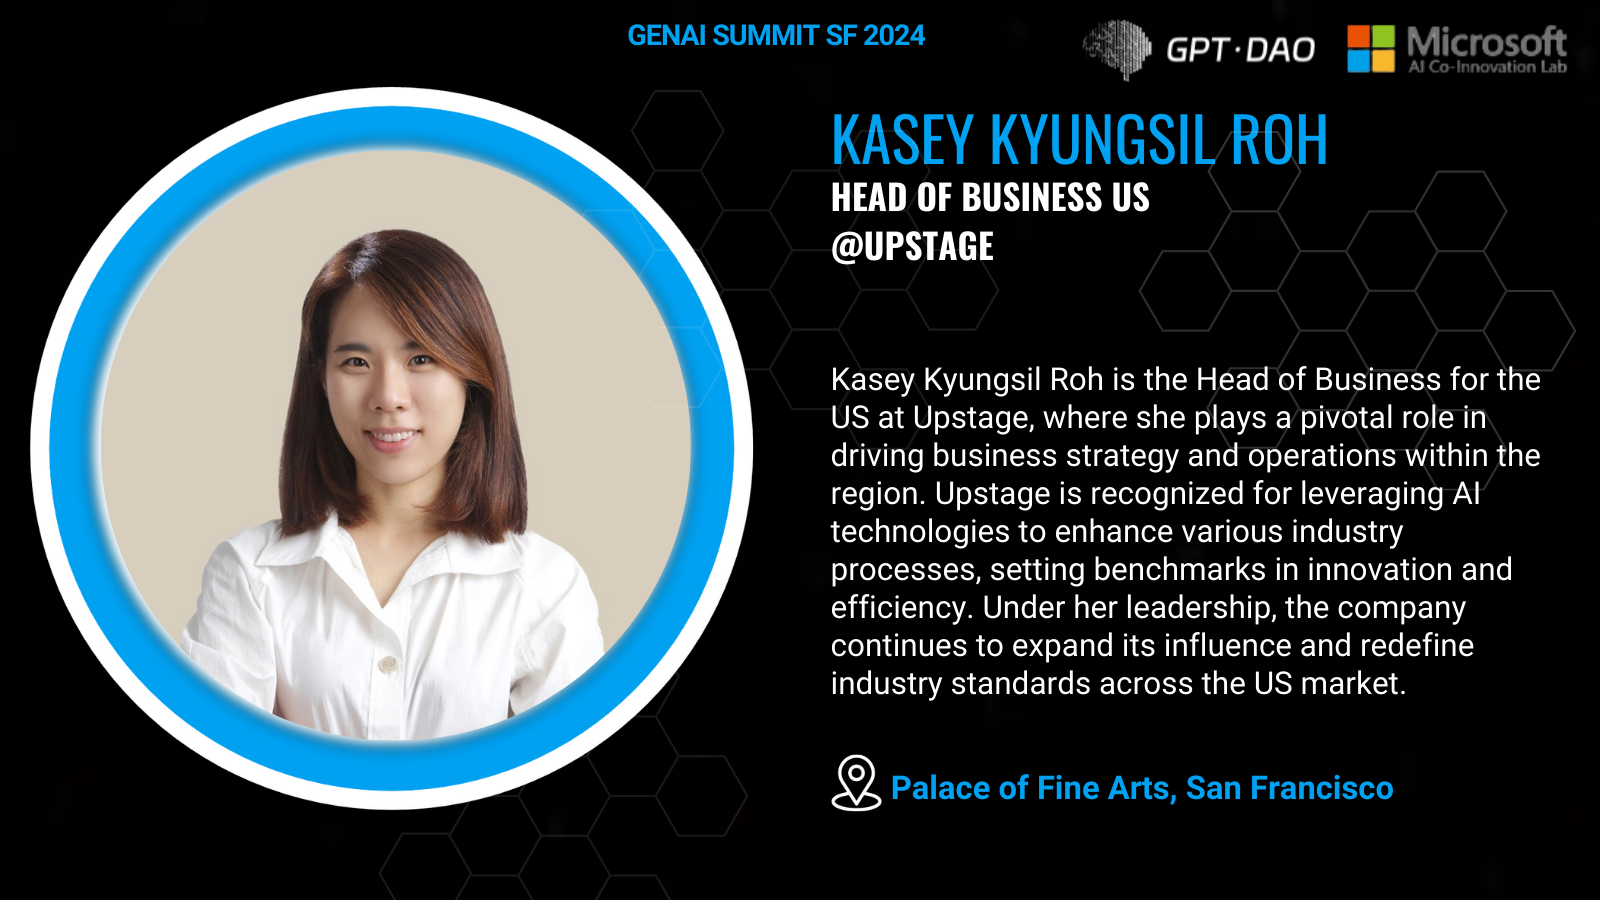 GENAI SUMMIT SF 2024
GPT·DAO
Microsoft
AI Co-Innovation Lab
KASEY KYUNGSIL ROH
HEAD OF BUSINESS US
@UPSTAGE
Kasey Kyungsil Roh is the Head of Business for the
US at Upstage, where she plays a pivotal role in
driving business strategy and operations within the
region. Upstage is recognized for leveraging AI
technologies to enhance various industry
processes, setting benchmarks in innovation and
efficiency. Under her leadership, the company
continues to expand its influence and redefine
industry standards across the US market.
Palace of Fine Arts, San Francisco